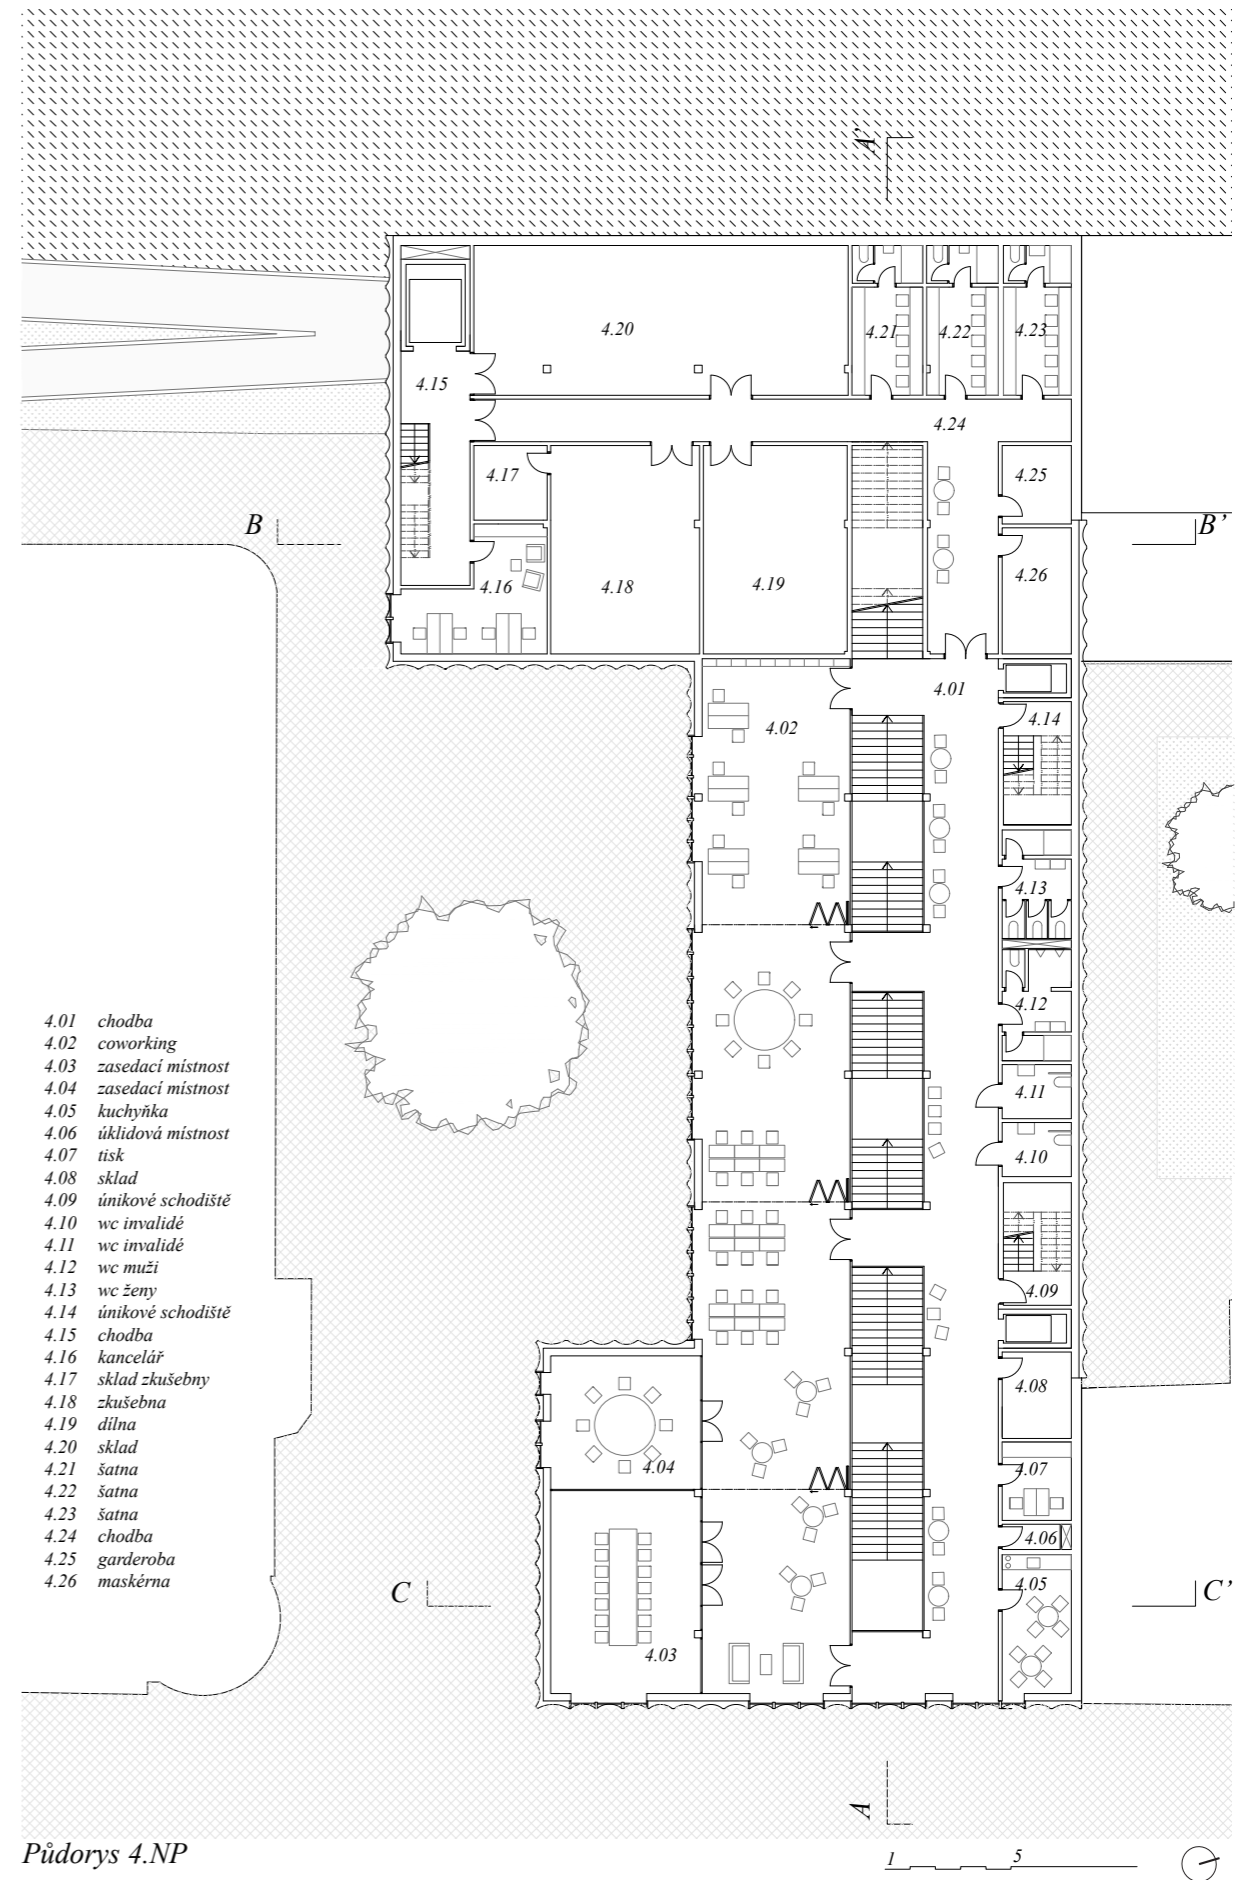 A'
4.20
4.21
4.22
4.23
4.15
4.24
4.17
4.25
B
B'
4.16
4.18
4.19
4.26
4.01
4.02
4.14
4.13
4.12
4.11
4.10
4.09
4.08
4.04
4.07
4.06
4.05
C
C'
4.03
4.01 chodba
4.02 coworking
4.03 zasedací místnost
4.04 zasedací místnost
4.05 kuchyňka
4.06 úklidová místnost
4.07 tisk
4.08 sklad
4.09 únikové schodiště
4.10 wc invalidé
4.11 wc invalidé
4.12 wc muži
4.13 wc ženy
4.14 únikové schodiště
4.15 chodba
4.16 kancelář
4.17 sklad zkušebny
4.18 zkušebna
4.19 dílna
4.20 sklad
4.21 šatna
4.22 šatna
4.23 šatna
4.24 chodba
4.25 garderoba
4.26 maskérna
A
Půdorys 4.NP
1 5